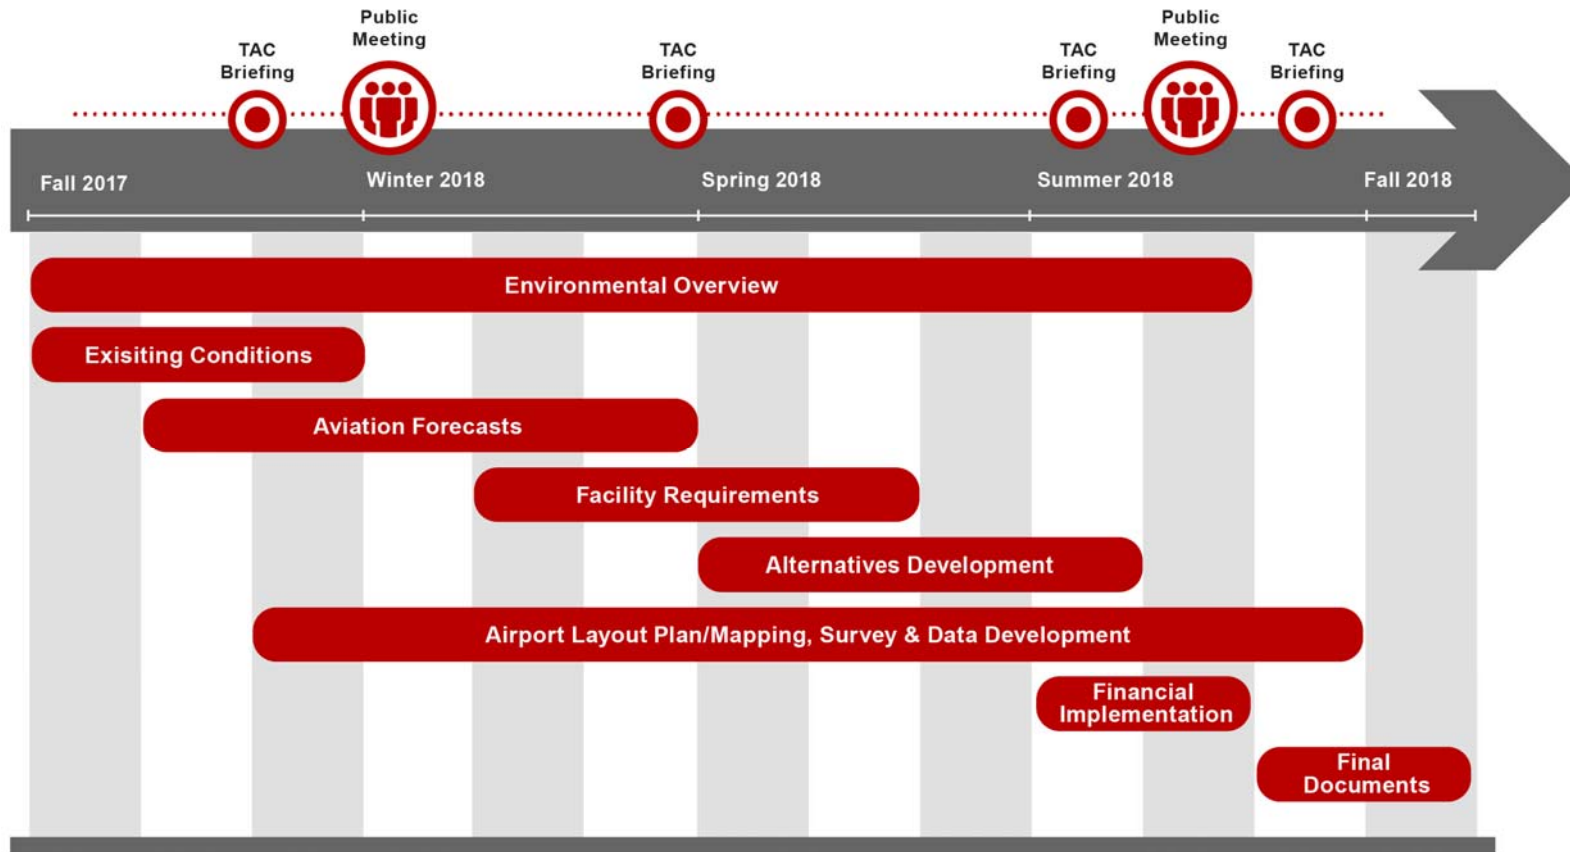 Public
Meeting
TAC
Briefing
TAC
Briefing
TAC
Briefing
Public
Meeting
TAC
Briefing
Fall 2017
Winter 2018
Spring 2018
Summer 2018
Fall 2018
Environmental Overview
Exisiting Conditions
Aviation Forecasts
Facility Requirements
Alternatives Development
Airport Layout Plan/Mapping, Survey & Data Development
Financial
Implementation
Final
Documents